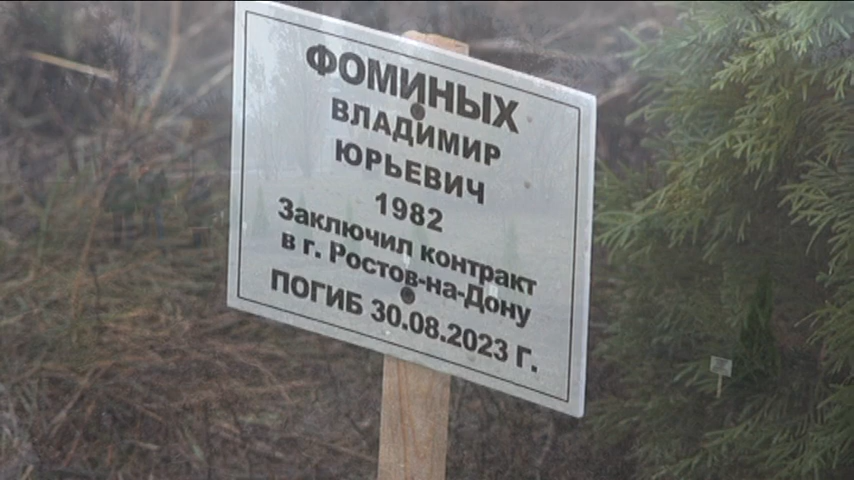 ФОМИНЫХ
ВЛАДИМИР
ЮРЬЕВИЧ
1982
Заключил контракт
в г. Ростов-на-Дону
ПОГИБ 30.08.2023 Г.